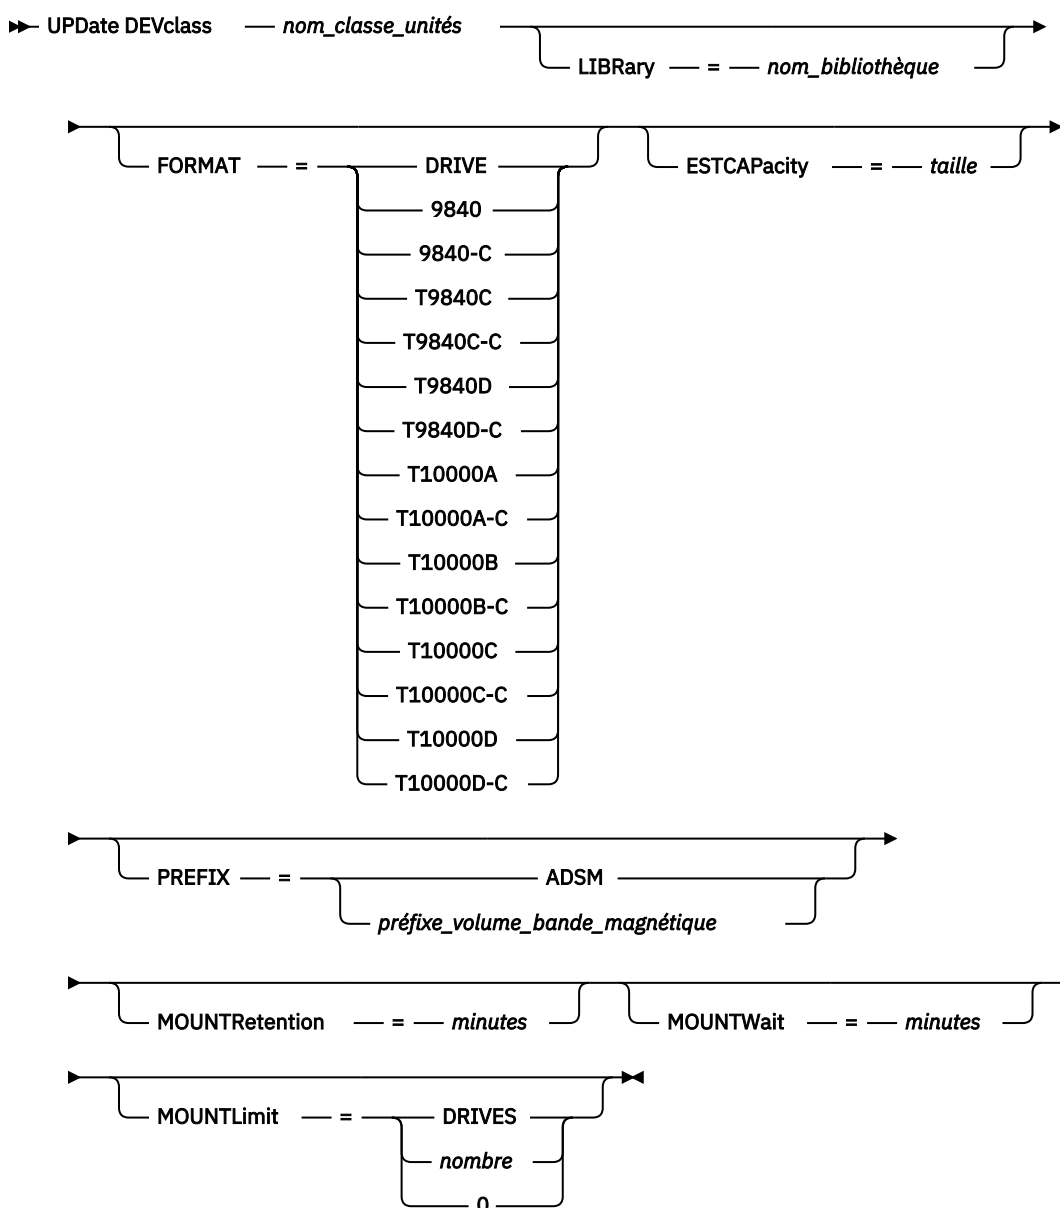 UPDate DEVclass nom_classe_unités
LIBRary = nom_bibliothèque
FORMAT = DRIVE
9840
9840-C
T9840C
T9840C-C
T9840D
T9840D-C
T10000A
T10000A-C
T10000B
T10000B-C
T10000C
T10000C-C
T10000D
T10000D-C
ESTCAPacity = taille
PREFIX = ADSM
préfixe_volume_bande_magnétique
MOUNTRetention = minutes
MOUNTWait = minutes
MOUNTLimit = DRIVES
nombre
0